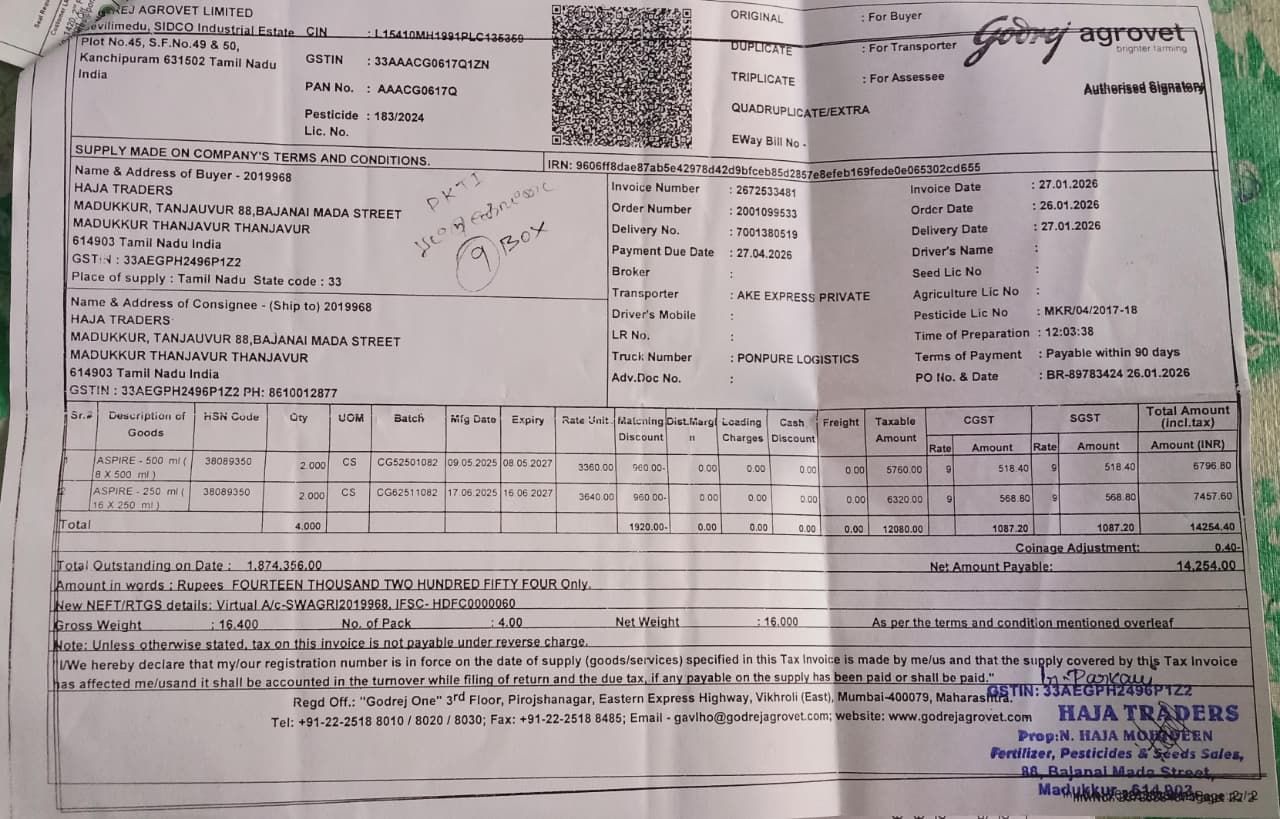 REJ AGROVET LIMITED
evilimedu, SIDCO Industrial Estate
Plot No.45, S.F.No.49 & 50,
Kanchipuram 631502 Tamil Nadu
India
CIN : L15410MH1991PLC135359
GSTIN : 33AAACG0617Q1ZN
PAN No. : AAACG0617Q
Pesticide : 183/2024
Lic. No.
ORIGINAL : For Buyer
DUPLICATE : For Transporter
TRIPLICATE : For Assessee
QUADRUPLICATE/EXTRA
EWay Bill No -
Godrej agrovet
brighter farming
Authorised Signatory
SUPPLY MADE ON COMPANY'S TERMS AND CONDITIONS.
IRN: 9606ff8dae87ab5e42978d42d9bfceb85d2857e8efeb169fede0e065302cd655
Name & Address of Buyer - 2019968
HAJA TRADERS
MADUKKUR, TANJAUVUR 88,BAJANAI MADA STREET
MADUKKUR THANJAVUR THANJAVUR
614903 Tamil Nadu India
GSTIN : 33AEGPH2496P1Z2
Place of supply : Tamil Nadu State code : 33
PKTI
9 BOX
Name & Address of Consignee - (Ship to) 2019968
HAJA TRADERS
MADUKKUR, TANJAUVUR 88,BAJANAI MADA STREET
MADUKKUR THANJAVUR THANJAVUR
614903 Tamil Nadu India
GSTIN : 33AEGPH2496P1Z2 PH: 8610012877
Invoice Number : 2672533481
Order Number : 2001099533
Delivery No. : 7001380519
Payment Due Date : 27.04.2026
Broker :
Transporter : AKE EXPRESS PRIVATE
Driver's Mobile :
LR No. :
Truck Number : PONPURE LOGISTICS
Adv.Doc No. :
Invoice Date : 27.01.2026
Order Date : 26.01.2026
Delivery Date : 27.01.2026
Driver's Name :
Seed Lic No :
Agriculture Lic No :
Pesticide Lic No : MKR/04/2017-18
Time of Preparation : 12:03:38
Terms of Payment : Payable within 90 days
PO No. & Date : BR-89783424 26.01.2026
Sr.# Description of Goods HSN Code Qty UOM Batch Mfg Date Expiry Rate Unit. Matching Discount Dist.Margin Loading Charges Cash Discount Freight Taxable Amount CGST Rate Amount SGST Rate Amount Total Amount (incl.tax) Amount (INR)
1 ASPIRE - 500 ml ( 8 X 500 ml ) 38089350 2.000 CS CG52501082 09.05.2025 08.05.2027 3360.00 960.00- 0.00 0.00 0.00 0.00 5760.00 9 518.40 9 518.40 6796.80
2 ASPIRE - 250 ml ( 16 X 250 ml ) 38089350 2.000 CS CG62511082 17.06.2025 16.06.2027 3640.00 960.00- 0.00 0.00 0.00 0.00 6320.00 9 568.80 9 568.80 7457.60
Total 4.000 1920.00- 0.00 0.00 0.00 0.00 12080.00 1087.20 1087.20 14254.40
Coinage Adjustment: 0.40-
Total Outstanding on Date : 1,874,356.00 Net Amount Payable: 14,254.00
Amount in words : Rupees FOURTEEN THOUSAND TWO HUNDRED FIFTY FOUR Only.
New NEFT/RTGS details: Virtual A/c-SWAGRI2019968, IFSC- HDFC0000060
Gross Weight : 16.400 No. of Pack : 4.00 Net Weight : 16.000 As per the terms and condition mentioned overleaf
Note: Unless otherwise stated, tax on this invoice is not payable under reverse charge.
I/We hereby declare that my/our registration number is in force on the date of supply (goods/services) specified in this Tax Invoice is made by me/us and that the supply covered by this Tax Invoice
has affected me/usand it shall be accounted in the turnover while filing of return and the due tax, if any payable on the supply has been paid or shall be paid."
Regd Off.: "Godrej One" 3rd Floor, Pirojshanagar, Eastern Express Highway, Vikhroli (East), Mumbai-400079, Maharasmtra.
Tel: +91-22-2518 8010 / 8020 / 8030; Fax: +91-22-2518 8485; Email - gavlho@godrejagrovet.com; website: www.godrejagrovet.com
GSTIN: 33AEGPH2496P1Z2
HAJA TRADERS
Prop:N. HAJA MOHIDEEN
Fertilizer, Pesticides & Seeds Sales,
88, Bajanai Mada Street,
Madukkur - 614 903
Page 2/2